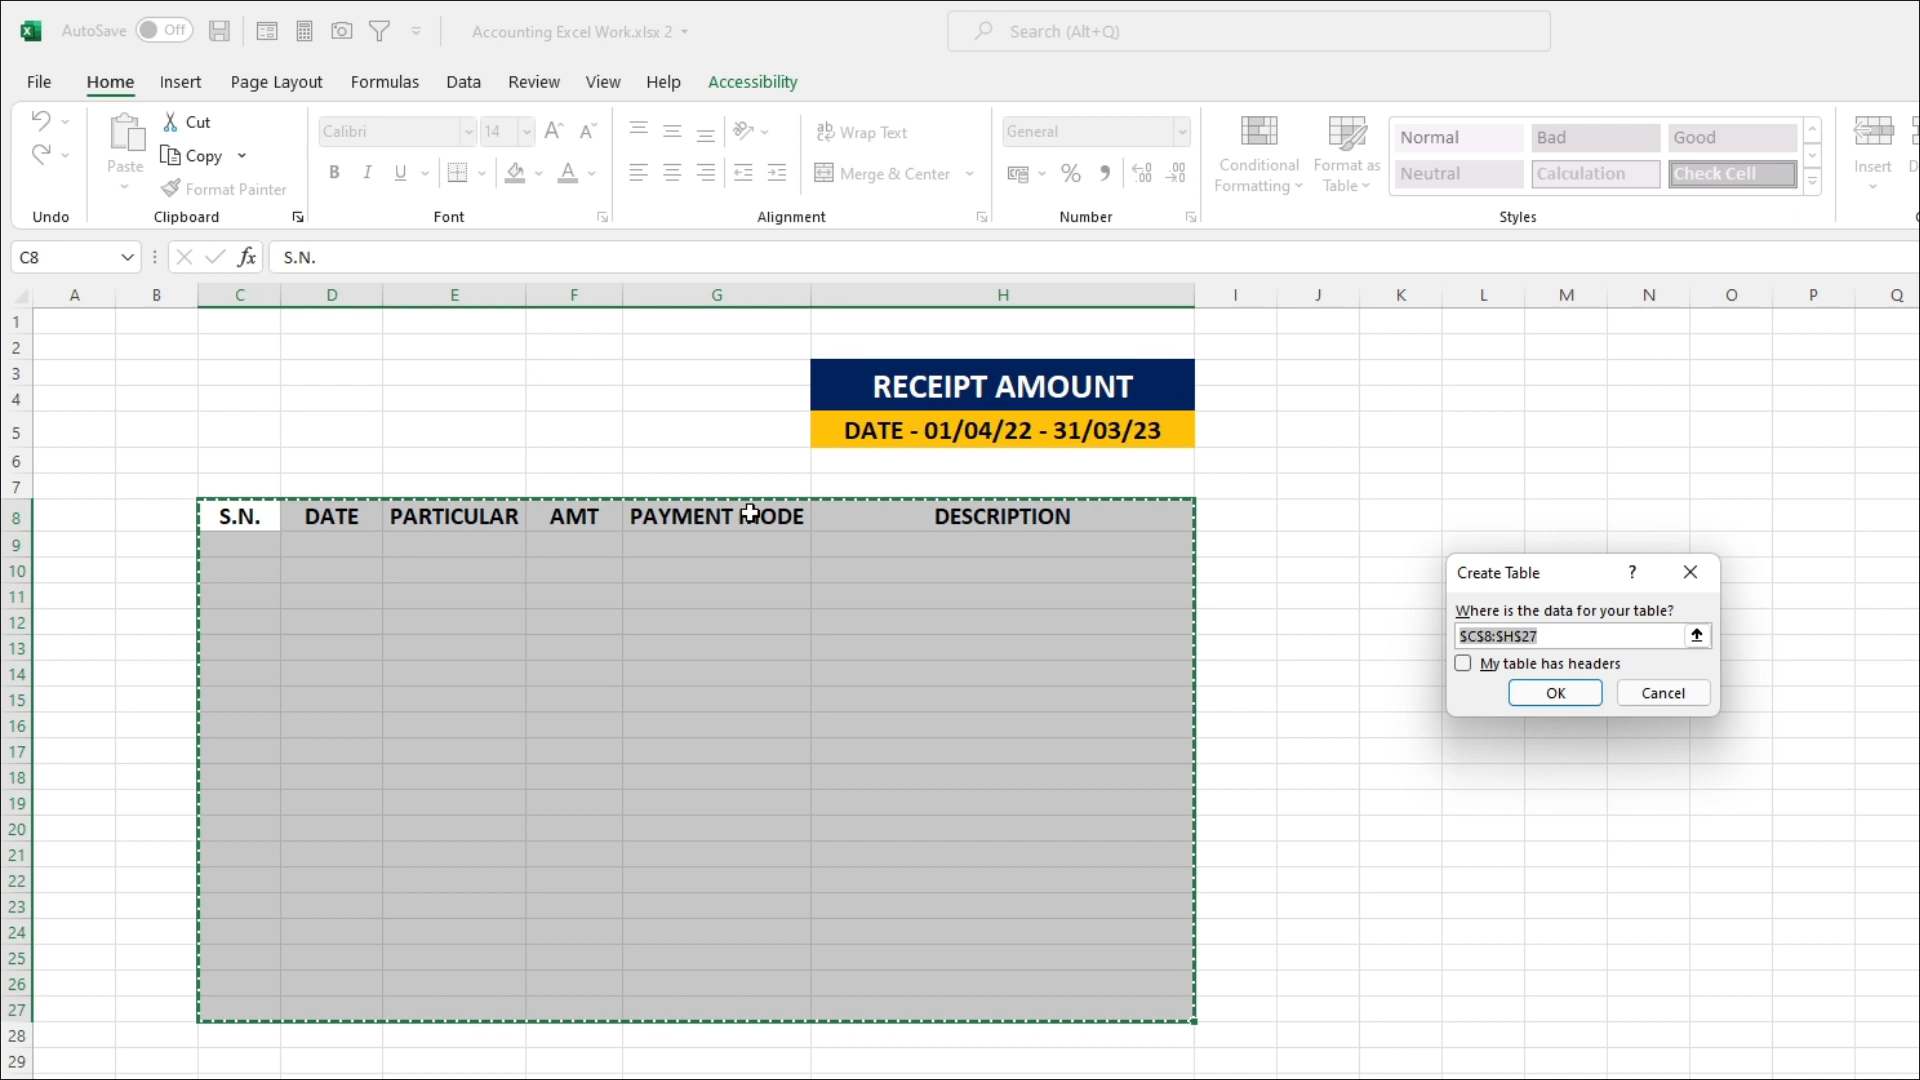 AutoSave Off Accounting Excel Work.xlsx 2 Search (Alt+Q)
File Home Insert Page Layout Formulas Data Review View Help Accessibility
Paste
Cut
Copy
Format Painter
Calibri 14
B I U
ab Wrap Text
Merge & Center
General
% 9
Conditional
Formatting
Format as
Table
Normal Bad Good
Neutral Calculation Check Cell
Insert
Undo Clipboard Font Alignment Number Styles
C8 fx S.N.
A B C D E F G H I J K L M N O P Q
1
2
3
4
5
6
7
8
9
10
11
12
13
14
15
16
17
18
19
20
21
22
23
24
25
26
27
28
29
RECEIPT AMOUNT
DATE - 01/04/22 - 31/03/23
S.N. DATE PARTICULAR AMT PAYMENT MODE DESCRIPTION
Create Table ?
Where is the data for your table?
$C$8:$H$27
My table has headers
OK Cancel